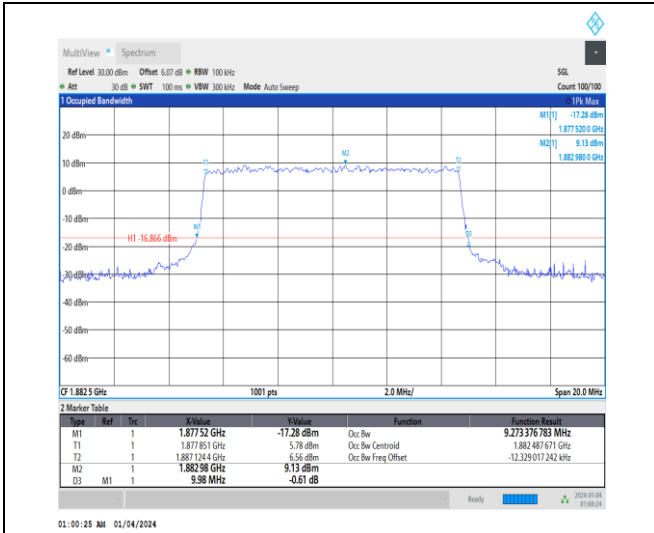 MultiView Spectrum
Ref Level 30.00 dBm Offset 6.07 dB RBW 100 kHz SGL
Att 30 dB SWT 100 ms VBW 300 kHz Mode Auto Sweep Count 100/100
1 Occupied Bandwidth 1Pk Max
M1[1] -17.28 dBm
1.877 520 0 GHz
M2[1] 9.13 dBm
1.882 980 0 GHz
20 dBm
10 dBm
0 dBm
-10 dBm
-20 dBm
-30 dBm
-40 dBm
-50 dBm
-60 dBm
T1
M2
T2
M1
D3
H1 -16.866 dBm
CF 1.882 5 GHz 1001 pts 2.0 MHz/ Span 20.0 MHz
2 Marker Table
Type Ref Trc X-Value Y-Value Function Function Result
M1 1 1.877 52 GHz -17.28 dBm Occ Bw 9.273 376 783 MHz
T1 1 1.877 851 GHz 5.78 dBm Occ Bw Centroid 1.882 487 671 GHz
T2 1 1.887 124 4 GHz 6.56 dBm Occ Bw Freq Offset -12.329 017 242 kHz
M2 1 1.882 98 GHz 9.13 dBm
D3 M1 1 9.98 MHz -0.61 dB
Ready 2024-01-04
01:00:24
01:00:25 AM 01/04/2024